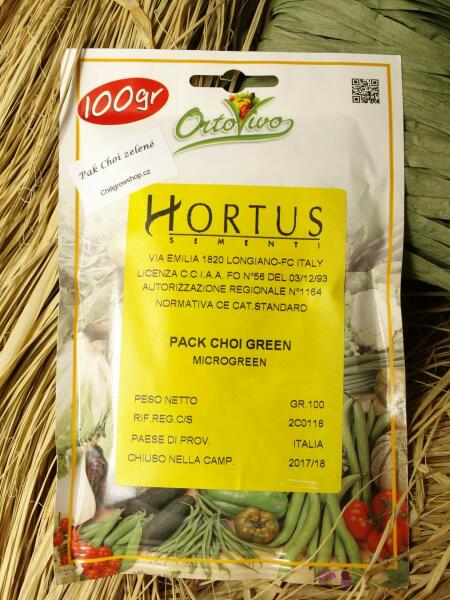 100gr
OrtoVivo
Pak Choi zelené
Chiligrowshop.cz
HORTUS
SEMENTI
VIA EMILIA 1820 LONGIANO-FC ITALY
LICENZA C.C.I.A.A. FO N°56 DEL 03/12/93
AUTORIZZAZIONE REGIONALE N°1164
NORMATIVA CE CAT.STANDARD
PACK CHOI GREEN
MICROGREEN
PESO NETTO GR.100
RIF.REG.C/S 2C0118
PAESE DI PROV. ITALIA
CHIUSO NELLA CAMP. 2017/18